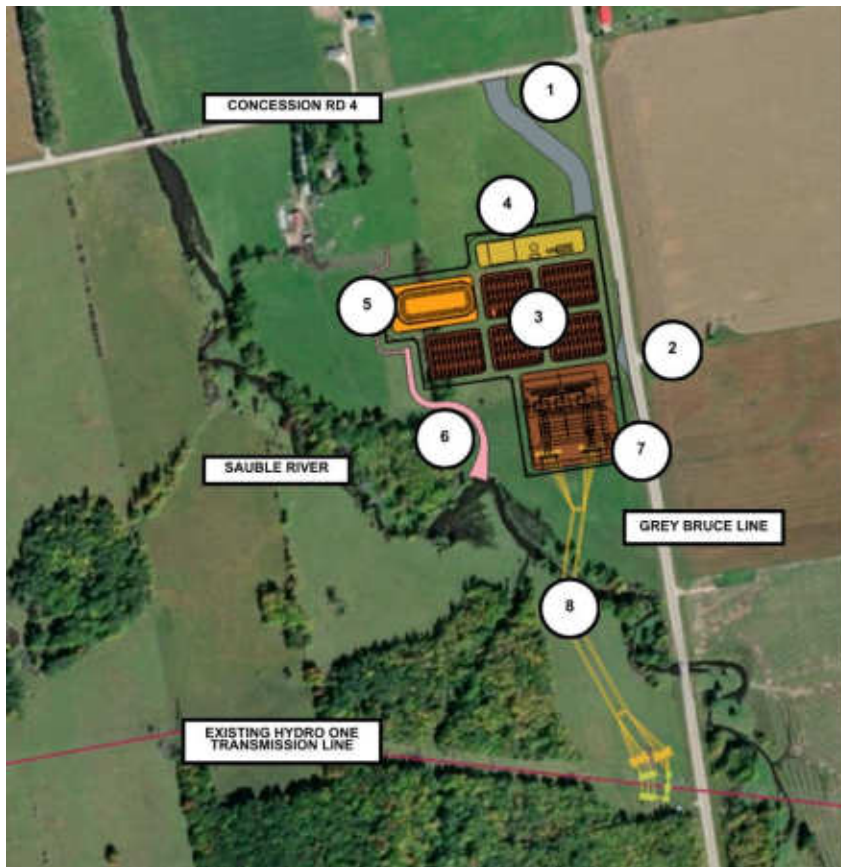 1
CONCESSION RD 4
4
5
3
2
6
7
SAUBLE RIVER
GREY BRUCE LINE
8
EXISTING HYDRO ONE
TRANSMISSION LINE